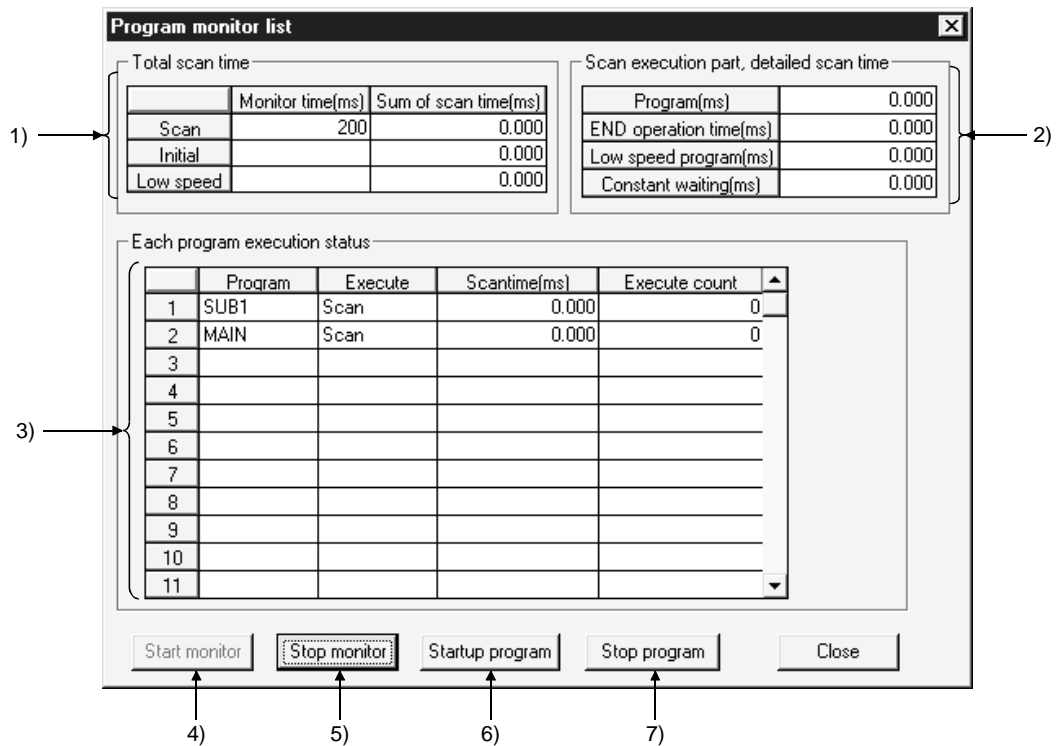 Program monitor list
Total scan time
Scan execution part, detailed scan time
Monitor time(ms) Sum of scan time(ms)
Scan 200 0.000
Initial 0.000
Low speed 0.000
1)
Program(ms) 0.000
END operation time(ms) 0.000
Low speed program(ms) 0.000
Constant waiting(ms) 0.000
2)
Each program execution status
Program Execute Scantime(ms) Execute count
1 SUB1 Scan 0.000 0
2 MAIN Scan 0.000 0
3
4
5
6
7
8
9
10
11
3)
Start monitor Stop monitor Startup program Stop program Close
4) 5) 6) 7)